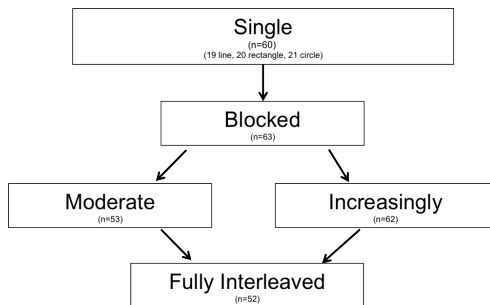 Single
(n=60)
(19 line, 20 rectangle, 21 circle)
Blocked
(n=63)
Moderate
(n=53)
Increasingly
(n=62)
Fully Interleaved
(n=52)